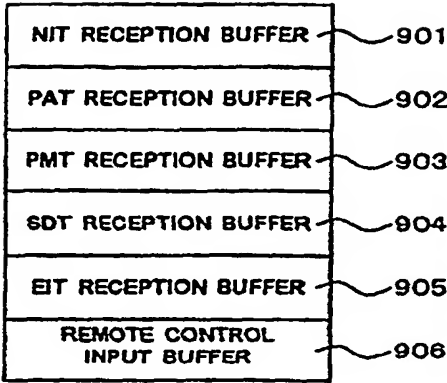 NIT RECEPTION BUFFER 901
PAT RECEPTION BUFFER 902
PMT RECEPTION BUFFER 903
SDT RECEPTION BUFFER 904
EIT RECEPTION BUFFER 905
REMOTE CONTROL
INPUT BUFFER 906